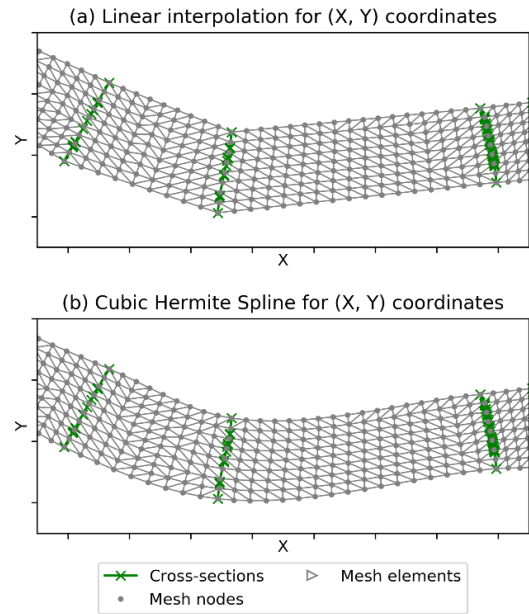 (a) Linear interpolation for (X, Y) coordinates
Y
X
(b) Cubic Hermite Spline for (X, Y) coordinates
Y
X
Cross-sections
Mesh elements
Mesh nodes